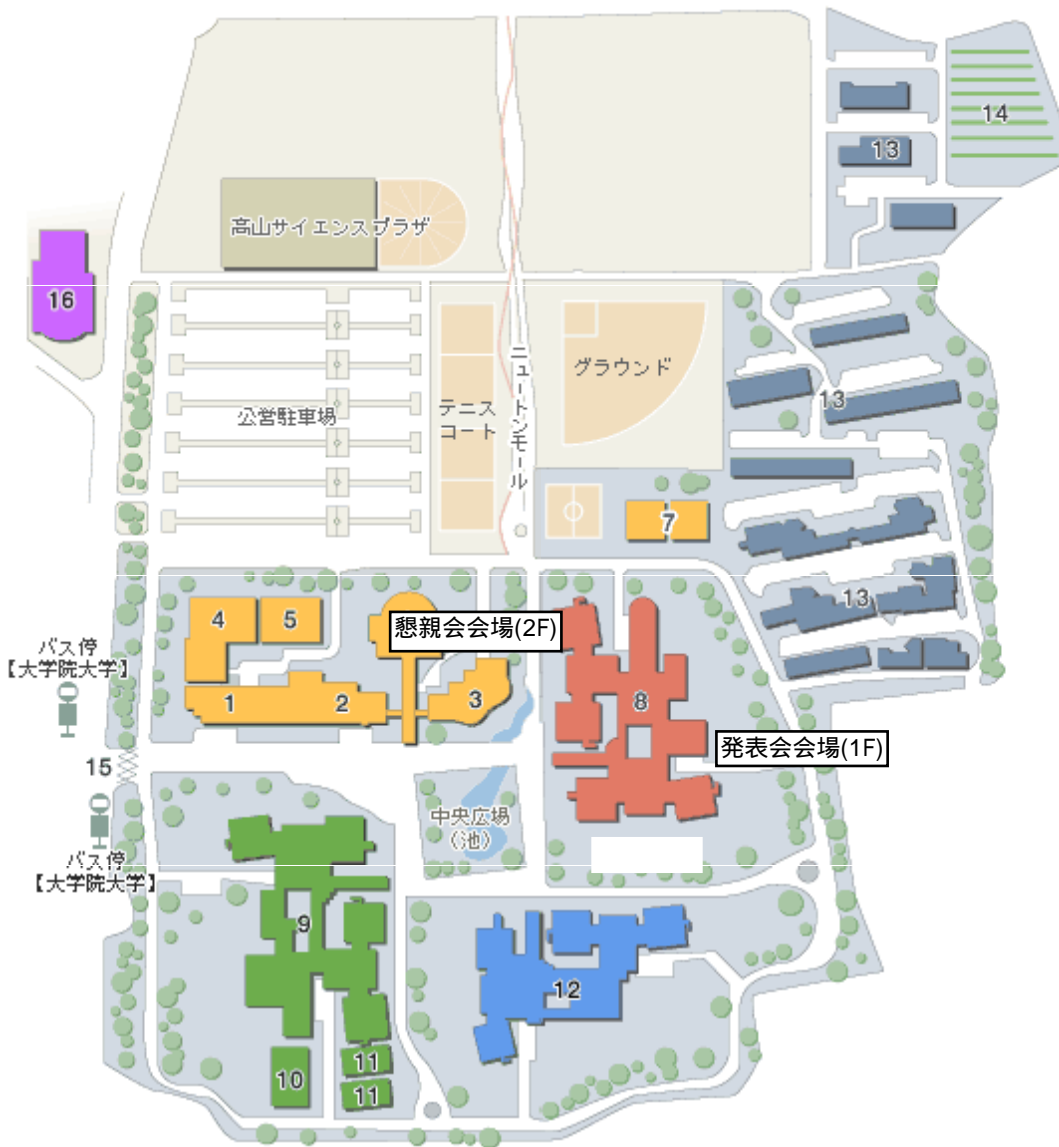 14
13
高山サイエンスプラザ
16
ニュートンモール
グラウンド
公営駐車場
テニス
コート
13
7
4
5
懇親会会場(2F)
13
バス停
【大学院大学】
1
2
3
8
発表会会場(1F)
15
中央広場
(池)
バス停
【大学院大学】
9
12
10
11
11